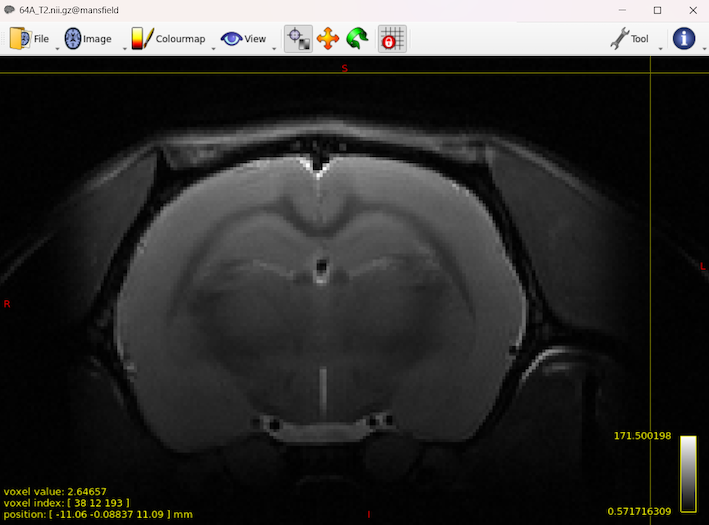 64A_T2.nii.gz@mansfield
File Image Colourmap View Tool
S
R
L
171.500198
voxel value: 2.64657
voxel index: [ 38 12 193 ]
0.571716309
position: [ -11.06 -0.08837 11.09 ] mm
I